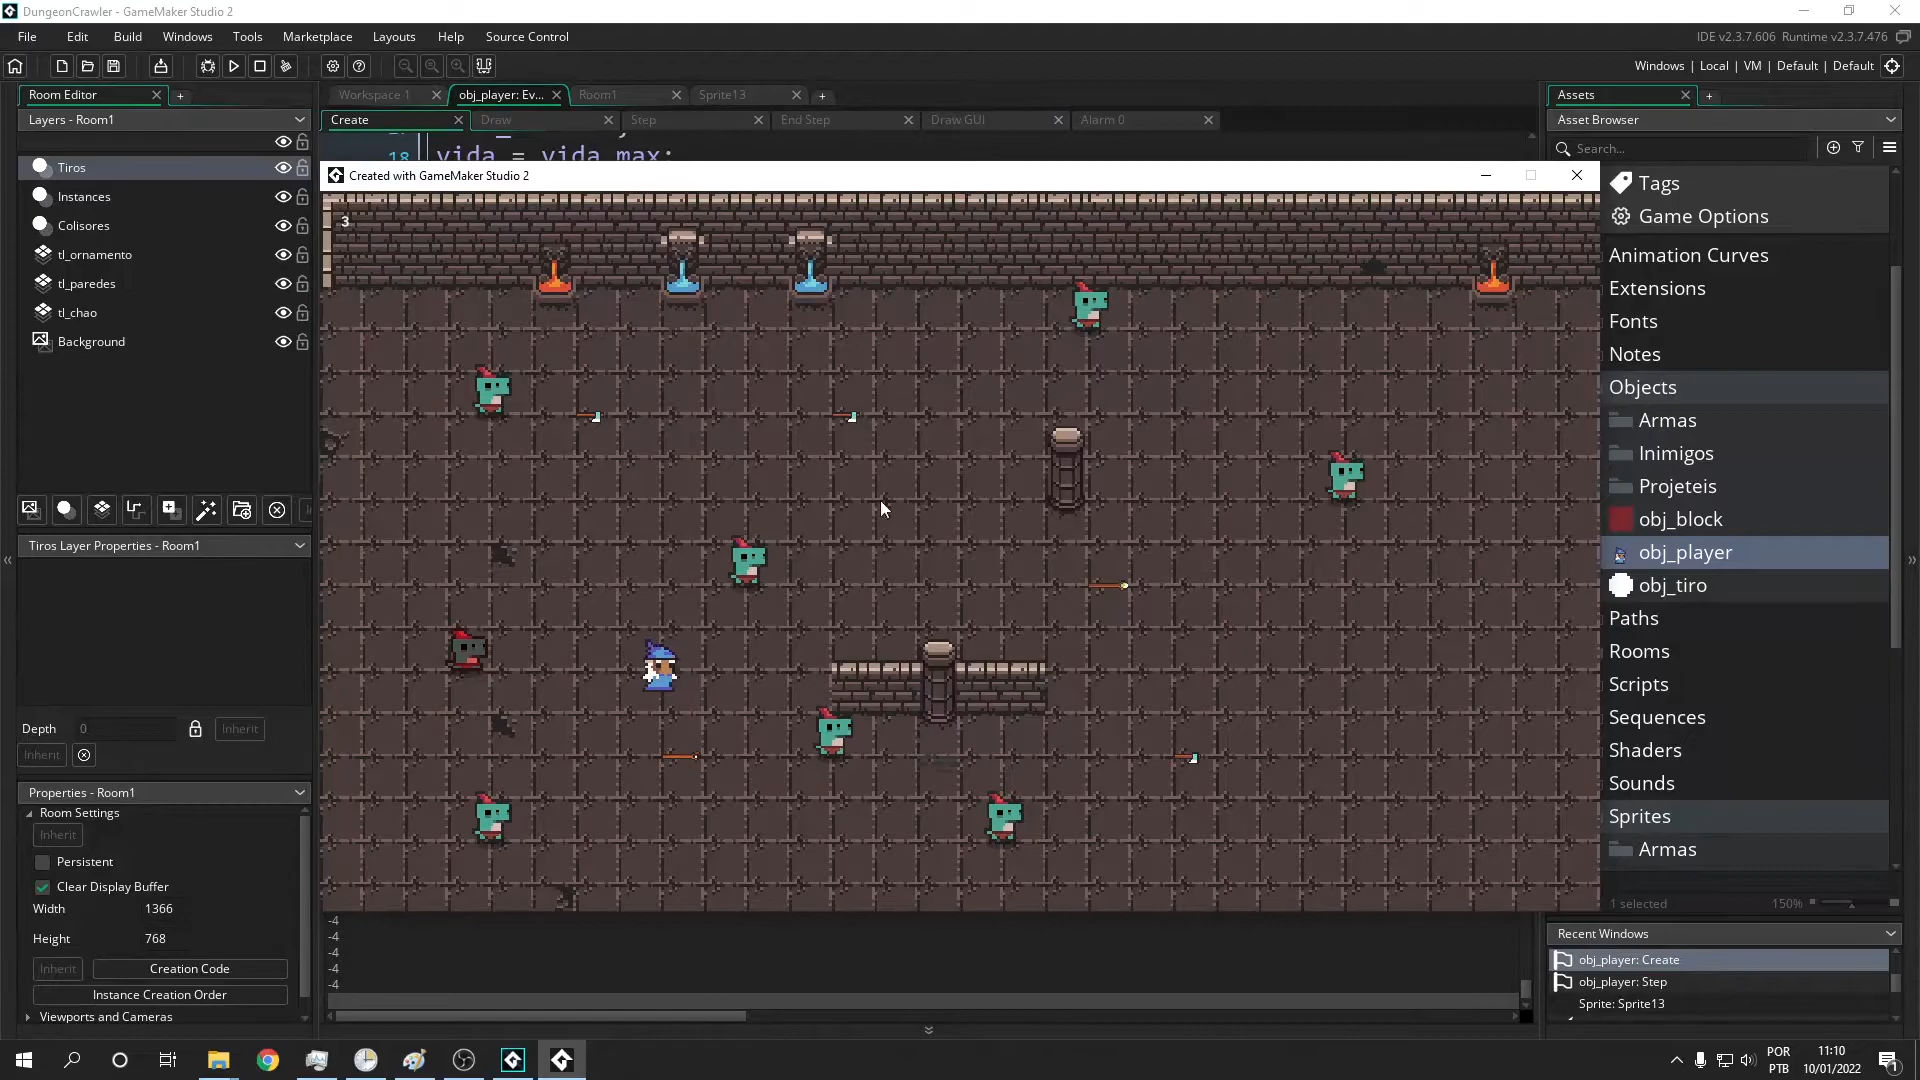 DungeonCrawler - GameMaker Studio 2
File Edit Build Windows Tools Marketplace Layouts Help Source Control
IDE v2.3.7.606 Runtime v2.3.7.476
Windows | Local | VM | Default | Default
Room Editor
Layers - Room1
Tiros
Instances
Colisores
tl_ornamento
tl_paredes
tl_chao
Background
Tiros Layer Properties - Room1
Depth 0 Inherit
Inherit
Properties - Room1
Room Settings
Inherit
Persistent
Clear Display Buffer
Width 1366
Height 768
Inherit Creation Code
Instance Creation Order
Viewports and Cameras
Workspace 1 obj_player: Ev... Room1 Sprite13
Create Draw Step End Step Draw GUI Alarm 0
18 vida = vida_max;
Created with GameMaker Studio 2
3
-4
-4
-4
-4
-4
Assets
Asset Browser
Search...
Tags
Game Options
Animation Curves
Extensions
Fonts
Notes
Objects
Armas
Inimigos
Projeteis
obj_block
obj_player
obj_tiro
Paths
Rooms
Scripts
Sequences
Shaders
Sounds
Sprites
Armas
1 selected 150%
Recent Windows
obj_player: Create
obj_player: Step
Sprite: Sprite13
POR
PTB
11:10
10/01/2022
1